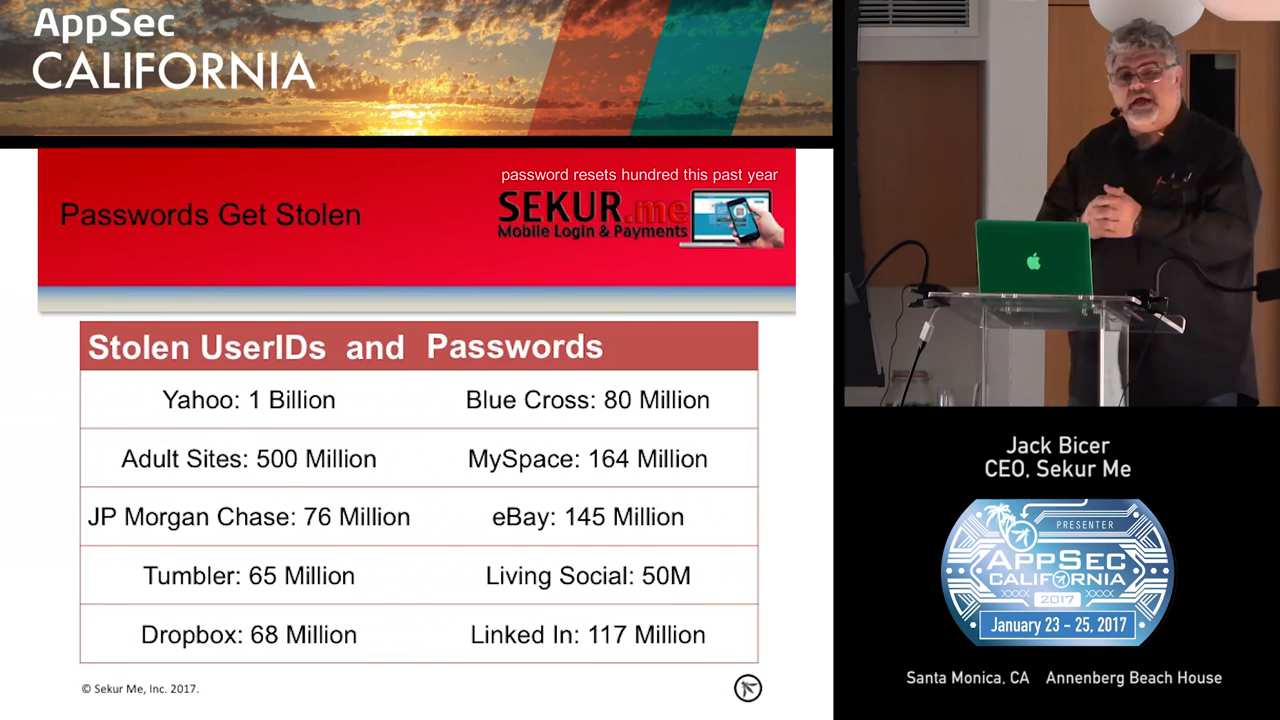 AppSec
CALIFORNIA
password resets hundred this past year
SEKUR.me
Mobile LogIn & Payments
Passwords Get Stolen
Stolen UserIDs and Passwords
Yahoo: 1 Billion Blue Cross: 80 Million
Adult Sites: 500 Million MySpace: 164 Million
JP Morgan Chase: 76 Million eBay: 145 Million
Tumbler: 65 Million Living Social: 50M
Dropbox: 68 Million Linked In: 117 Million
© Sekur Me, Inc. 2017.
Jack Bicer
CEO, Sekur Me
PRESENTER
APPSEC
CALIFORNIA
2017
January 23 - 25, 2017
Santa Monica, CA Annenberg Beach House